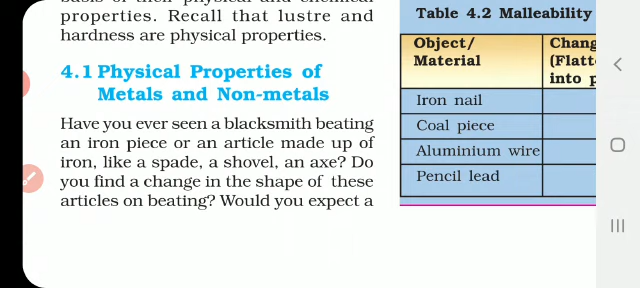 properties. Recall that lustre and
hardness are physical properties.
4.1 Physical Properties of
Metals and Non-metals
Have you ever seen a blacksmith beating
an iron piece or an article made up of
iron, like a spade, a shovel, an axe? Do
you find a change in the shape of these
articles on beating? Would you expect a
Table 4.2 Malleability
Object/
Material
Iron nail
Coal piece
Aluminium wire
Pencil lead
into